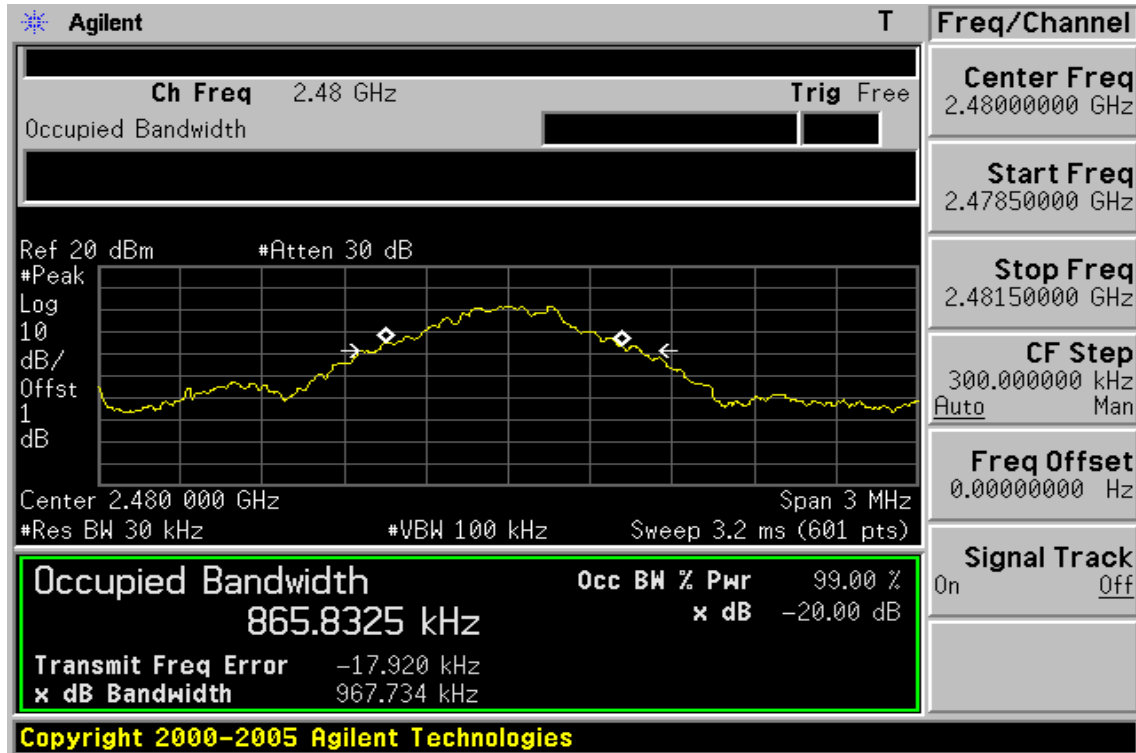 Agilent
T
Freq/Channel
Ch Freq 2.48 GHz
Trig Free
Occupied Bandwidth
Center Freq
2.48000000 GHz
Start Freq
2.47850000 GHz
Stop Freq
2.48150000 GHz
CF Step
300.000000 kHz
Auto Man
Freq Offset
0.00000000 Hz
Signal Track
On Off
Ref 20 dBm
#Atten 30 dB
#Peak
Log
10
dB/
Offst
1
dB
Center 2.480 000 GHz
Span 3 MHz
#Res BW 30 kHz
#VBW 100 kHz
Sweep 3.2 ms (601 pts)
Occupied Bandwidth
865.8325 kHz
Occ BW % Pwr 99.00 %
x dB -20.00 dB
Transmit Freq Error -17.920 kHz
x dB Bandwidth 967.734 kHz
Copyright 2000-2005 Agilent Technologies